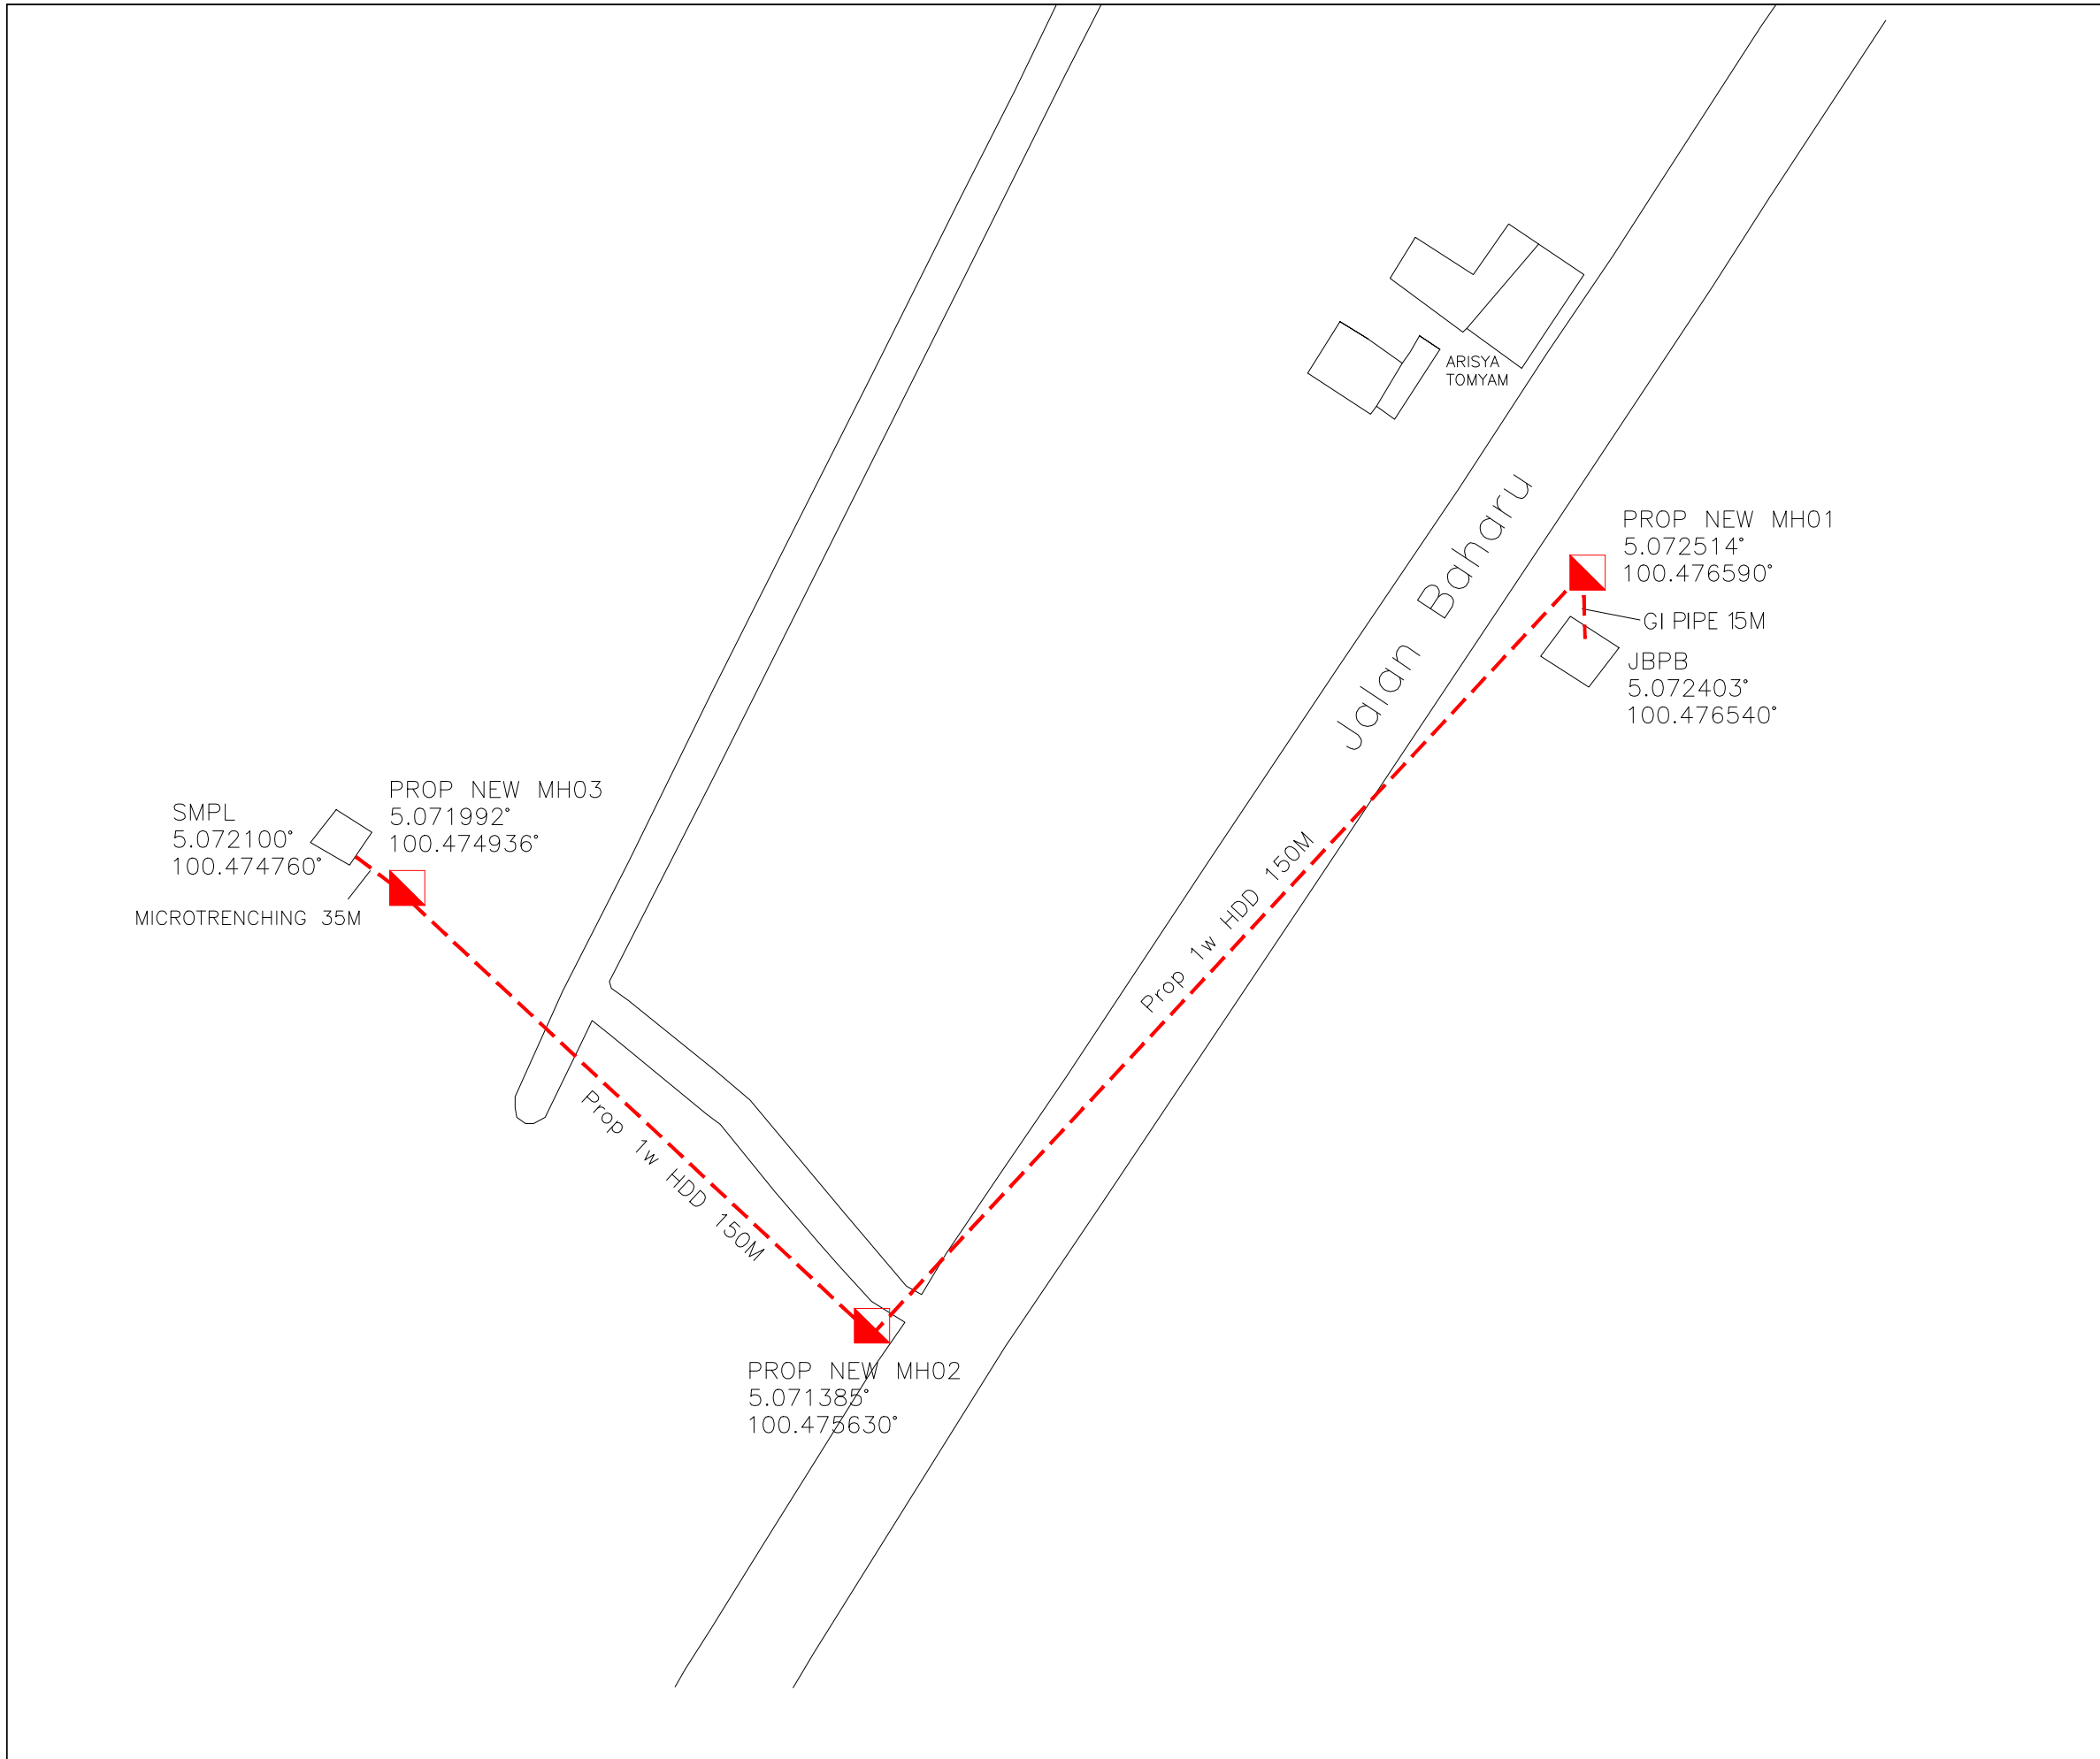 ARISYA
TOMYAM
Jalan Baharu
PROP NEW MH01
5.072514°
100.476590°
GI PIPE 15M
JBPB
5.072403°
100.476540°
PROP NEW MH03
5.071992°
100.474936°
SMPL
5.072100°
100.474760°
MICROTRENCHING 35M
Prop 1w HDD 150M
Prop 1w HDD 150M
PROP NEW MH02
5.071385°
100.475630°